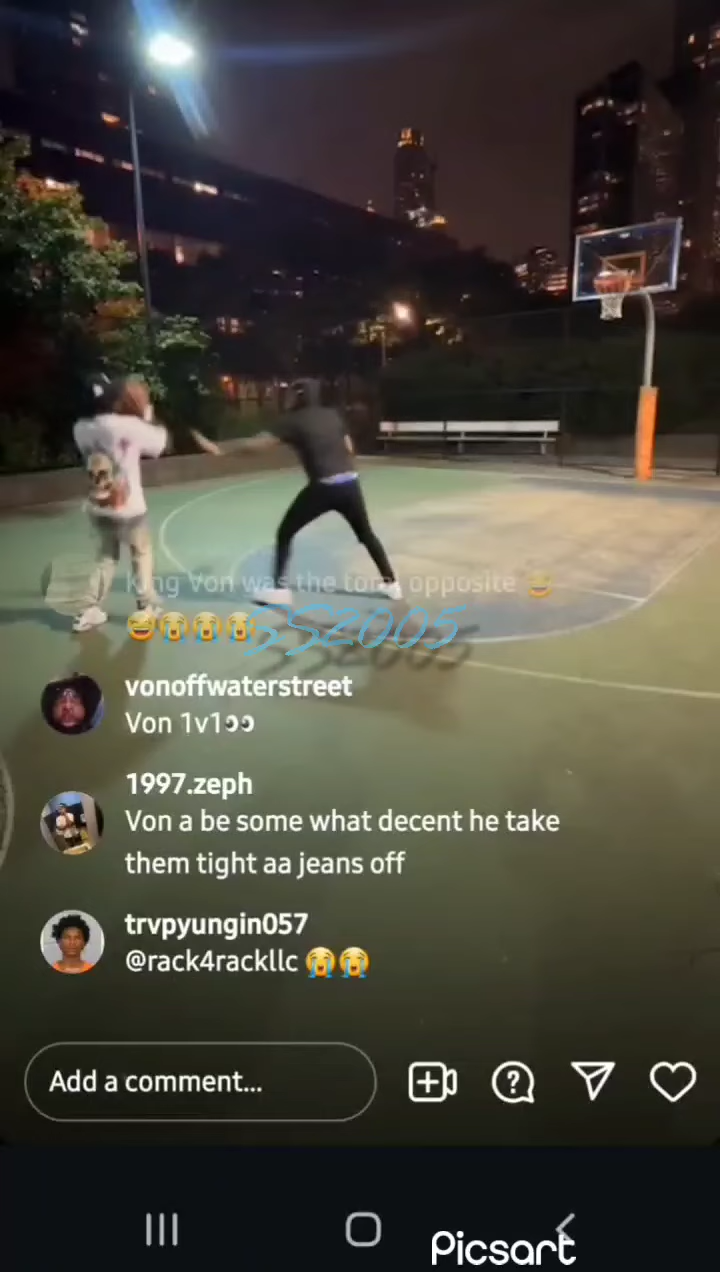 king Von was the total opposite 😂
😂😭😭😭
SS2005
vonoffwaterstreet
Von 1v1👀
1997.zeph
Von a be some what decent he take
them tight aa jeans off
trvpyungin057
@rack4rackllc 😭😭
Add a comment...
Picsart